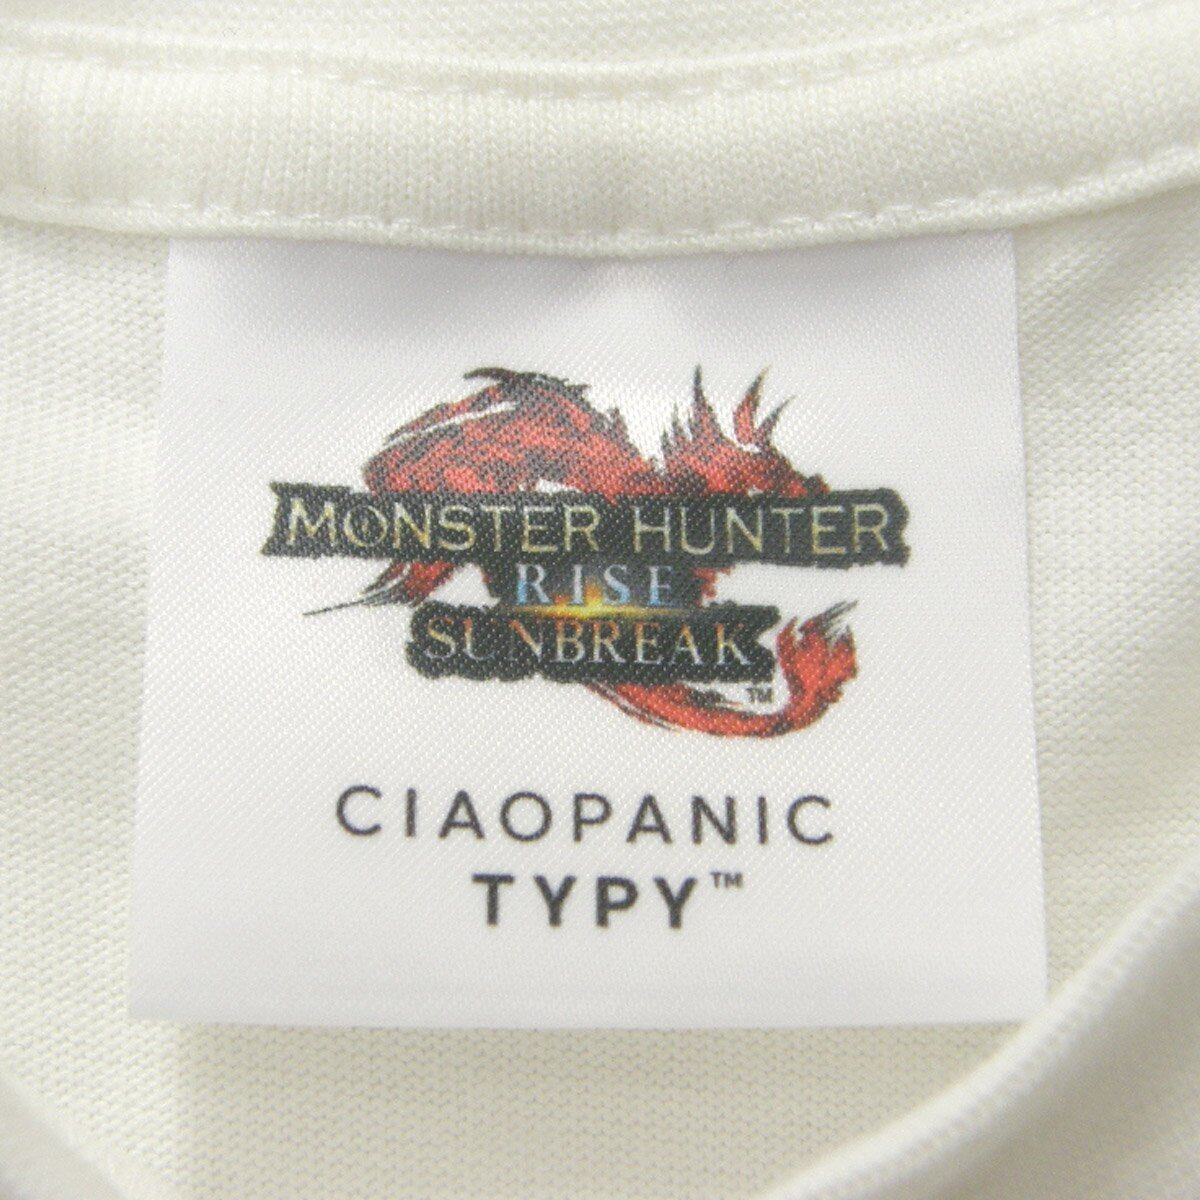 MONSTER HUNTER
RISE
SUNBREAK
TM
CIAOPANIC
TYPY™